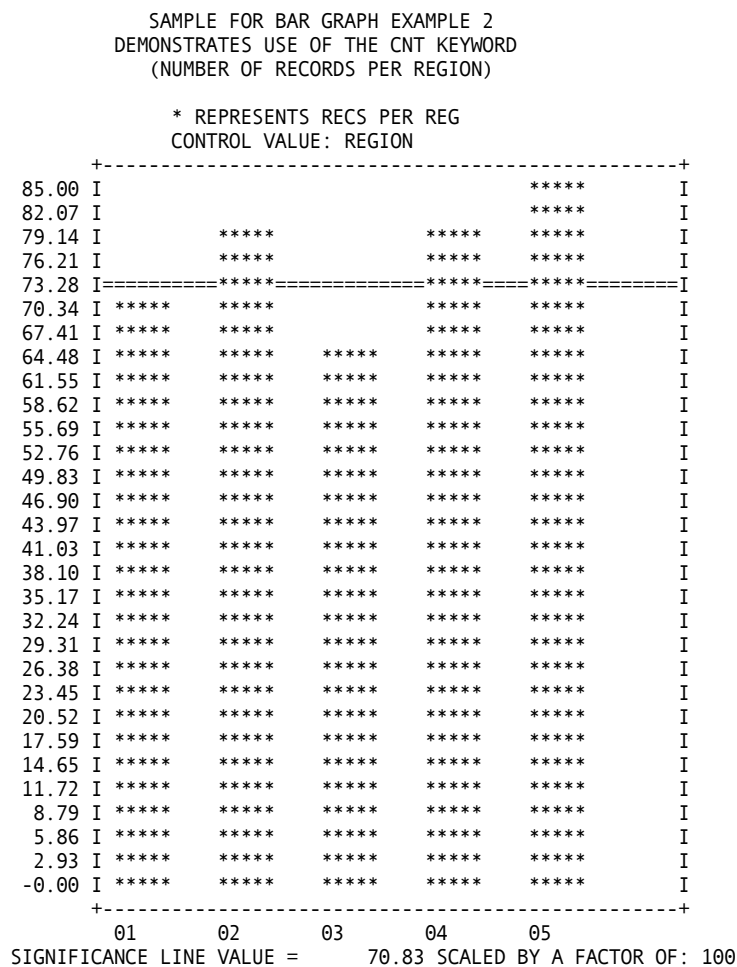 SAMPLE FOR BAR GRAPH EXAMPLE 2
DEMONSTRATES USE OF THE CNT KEYWORD
(NUMBER OF RECORDS PER REGION)
* REPRESENTS RECS PER REG
CONTROL VALUE: REGION
+--------------------------------------------------+
85.00 I                                     *****        I
82.07 I                                     *****        I
79.14 I          *****             *****    *****        I
76.21 I          *****             *****    *****        I
73.28 I==========*****=============*****====*****========I
70.34 I *****    *****             *****    *****        I
67.41 I *****    *****             *****    *****        I
64.48 I *****    *****    *****    *****    *****        I
61.55 I *****    *****    *****    *****    *****        I
58.62 I *****    *****    *****    *****    *****        I
55.69 I *****    *****    *****    *****    *****        I
52.76 I *****    *****    *****    *****    *****        I
49.83 I *****    *****    *****    *****    *****        I
46.90 I *****    *****    *****    *****    *****        I
43.97 I *****    *****    *****    *****    *****        I
41.03 I *****    *****    *****    *****    *****        I
38.10 I *****    *****    *****    *****    *****        I
35.17 I *****    *****    *****    *****    *****        I
32.24 I *****    *****    *****    *****    *****        I
29.31 I *****    *****    *****    *****    *****        I
26.38 I *****    *****    *****    *****    *****        I
23.45 I *****    *****    *****    *****    *****        I
20.52 I *****    *****    *****    *****    *****        I
17.59 I *****    *****    *****    *****    *****        I
14.65 I *****    *****    *****    *****    *****        I
11.72 I *****    *****    *****    *****    *****        I
8.79 I *****    *****    *****    *****    *****        I
5.86 I *****    *****    *****    *****    *****        I
2.93 I *****    *****    *****    *****    *****        I
-0.00 I *****    *****    *****    *****    *****        I
+--------------------------------------------------+
01       02       03       04       05
SIGNIFICANCE LINE VALUE =      70.83 SCALED BY A FACTOR OF: 100